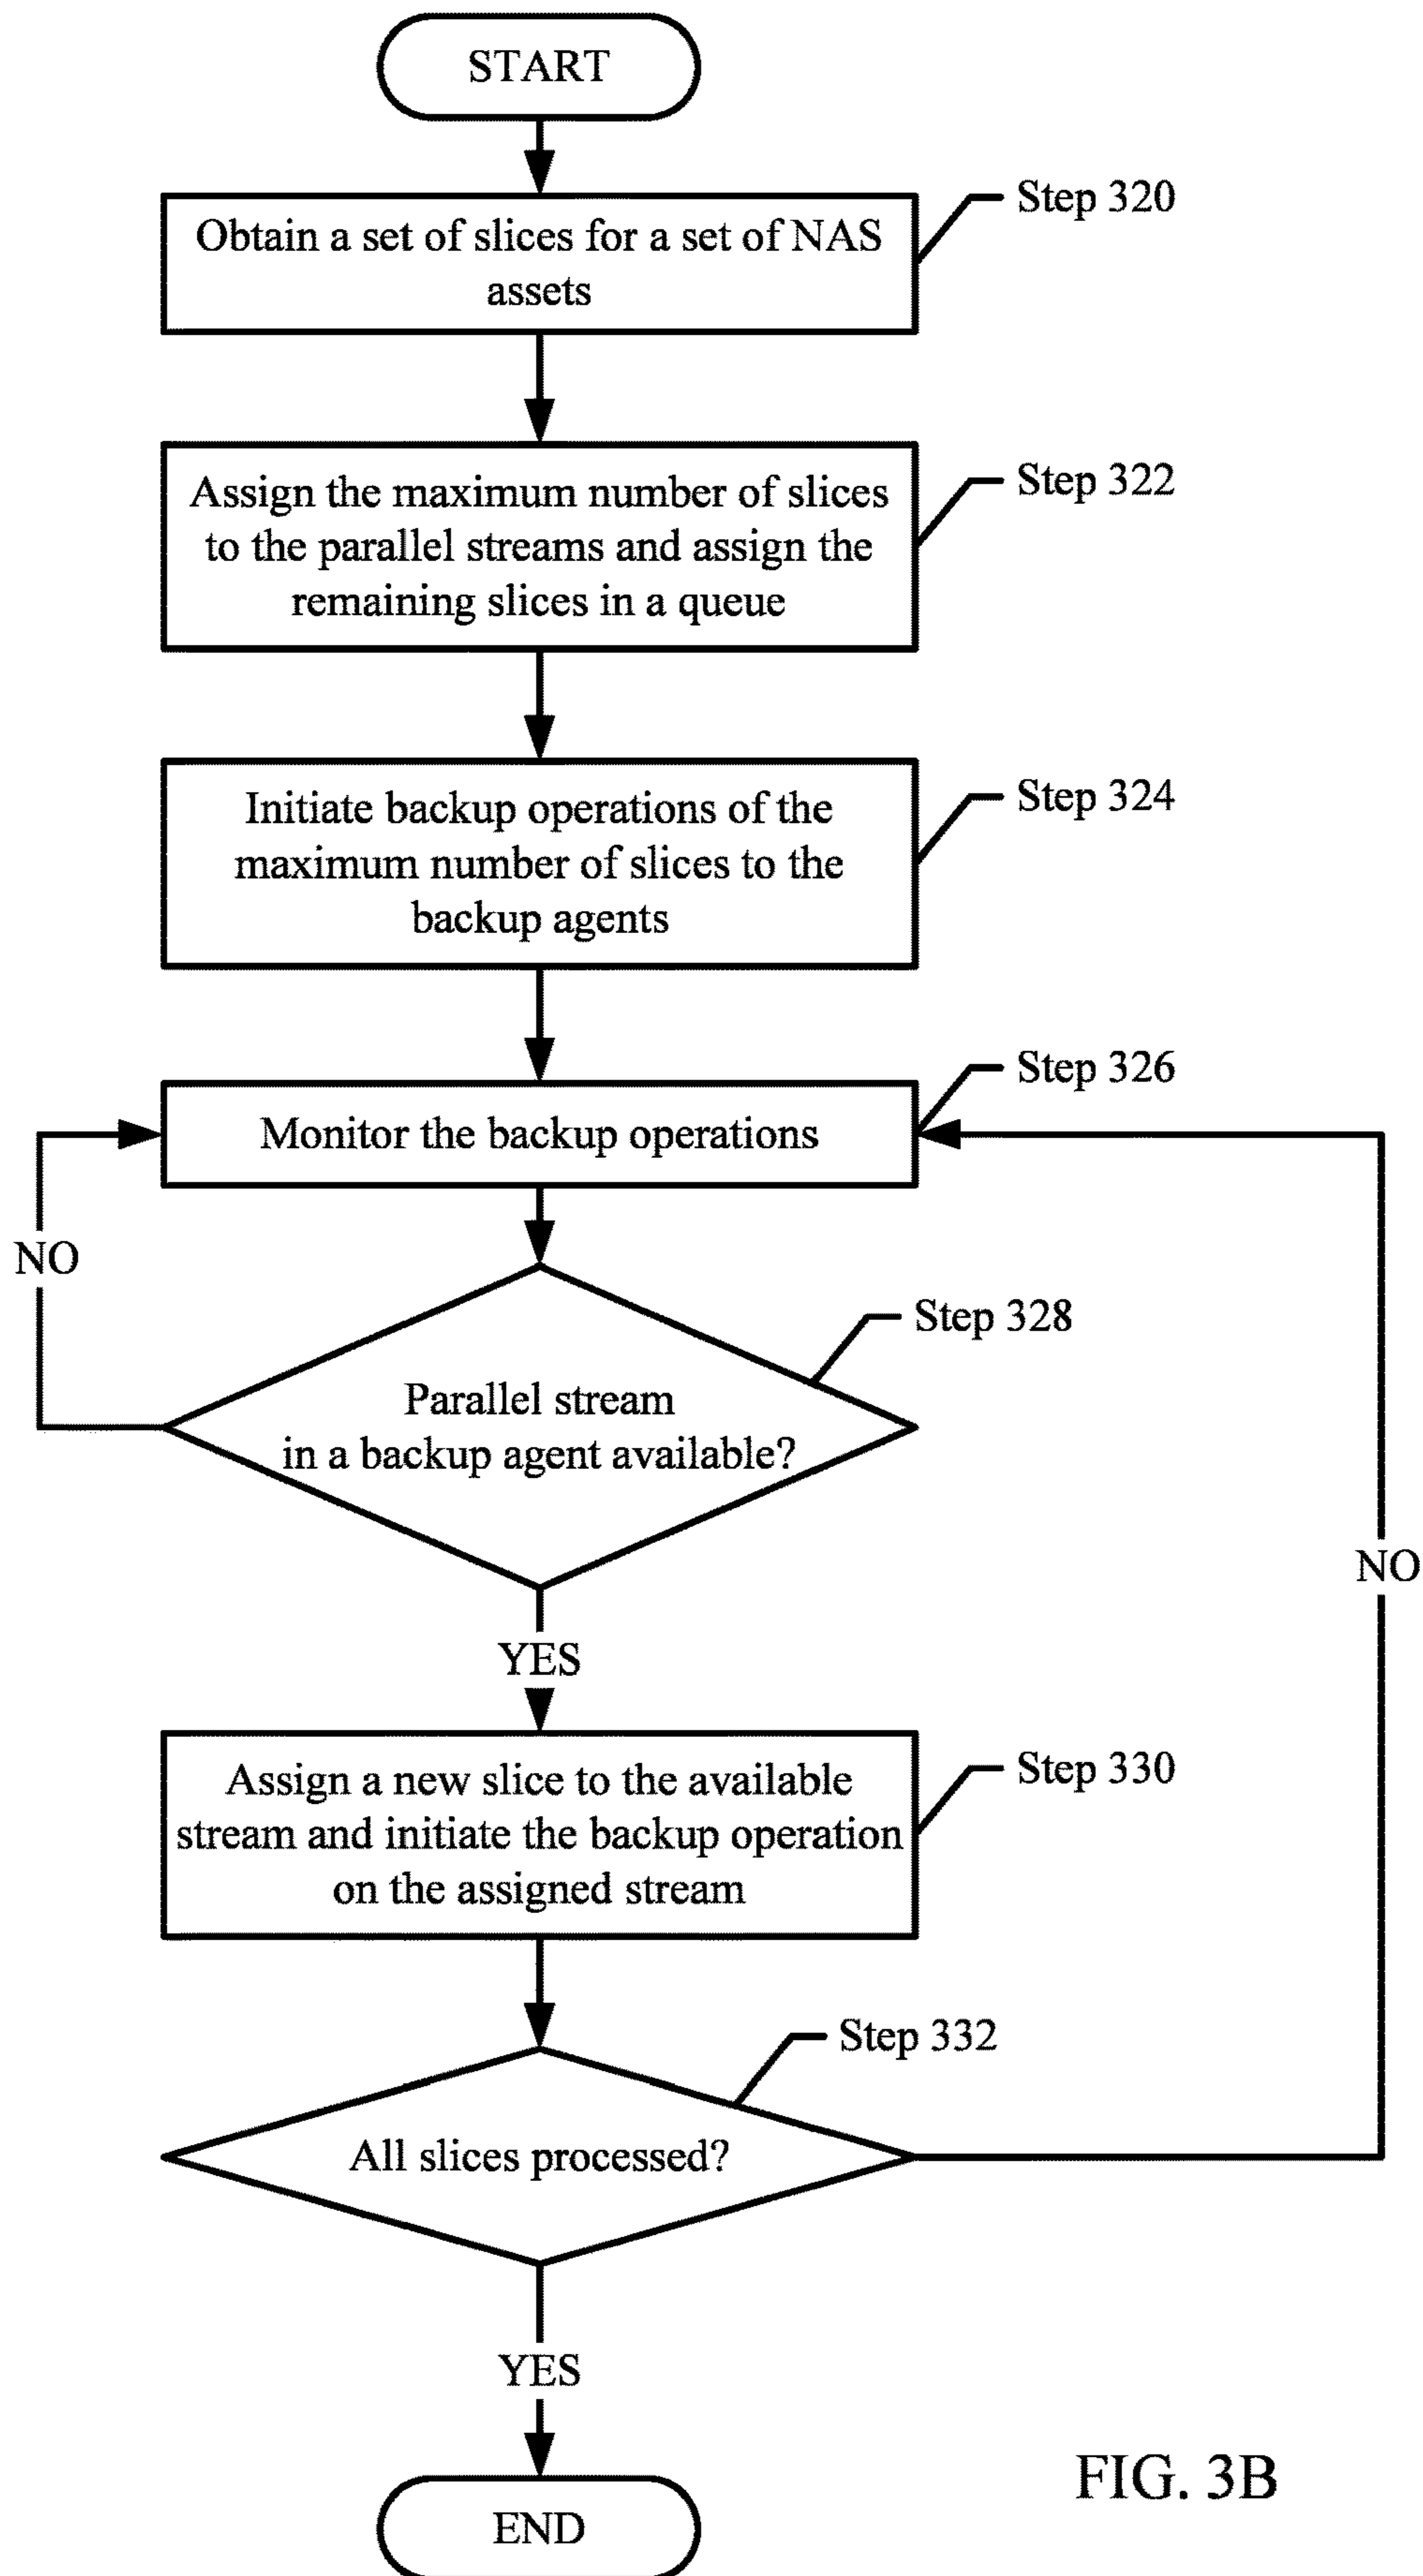 START
Step 320
Obtain a set of slices for a set of NAS
assets
Step 322
Assign the maximum number of slices
to the parallel streams and assign the
remaining slices in a queue
Step 324
Initiate backup operations of the
maximum number of slices to the
backup agents
Step 326
Monitor the backup operations
NO
Step 328
Parallel stream
in a backup agent available?
NO
YES
Step 330
Assign a new slice to the available
stream and initiate the backup operation
on the assigned stream
Step 332
All slices processed?
YES
END
FIG. 3B